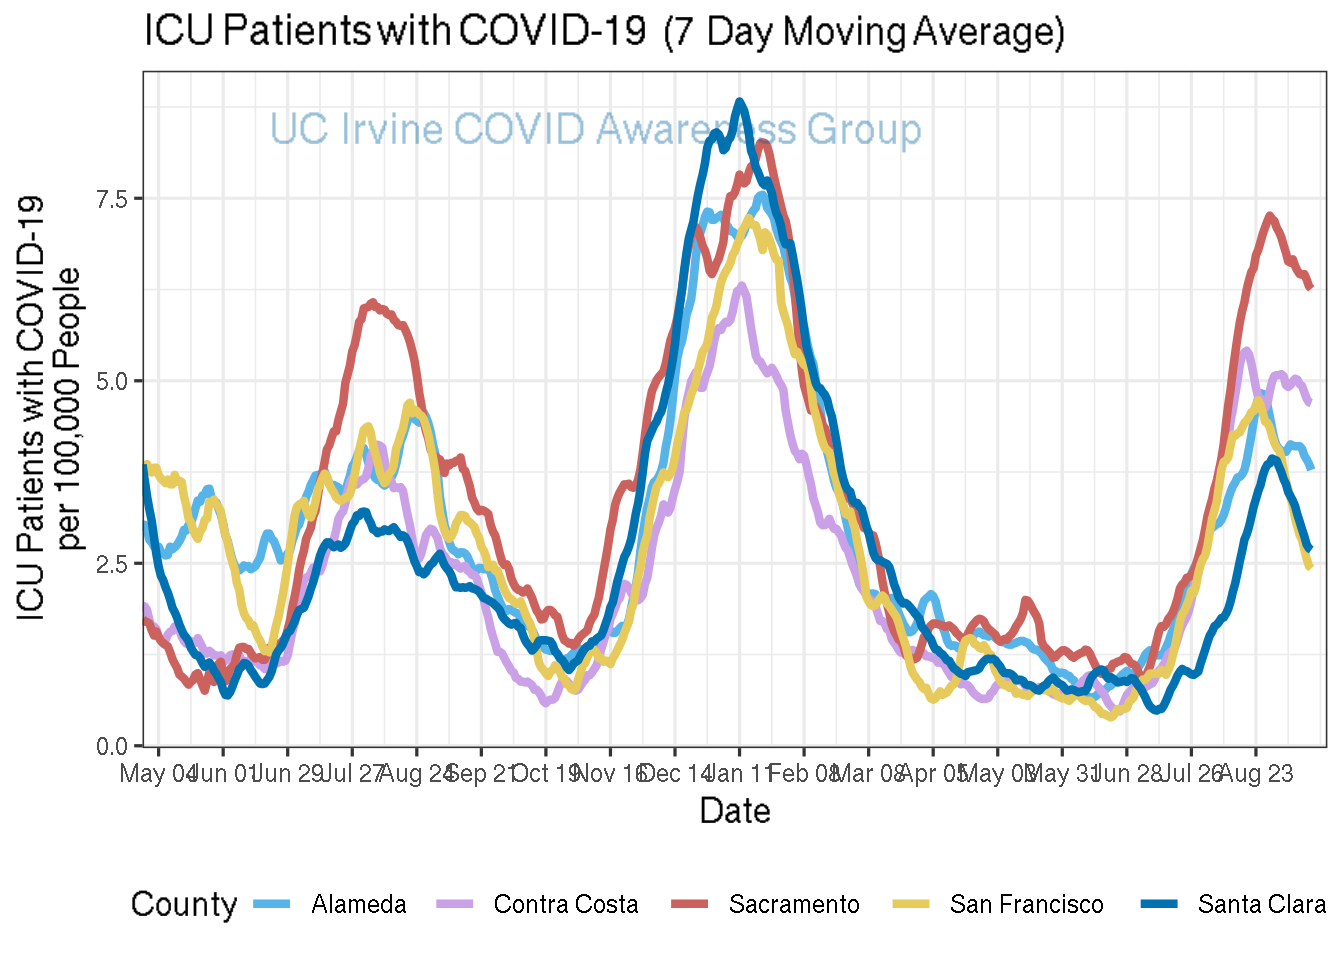 ICU Patients with COVID-19 (7 Day Moving Average)
UC Irvine COVID Awareness Group
ICU Patients with COVID-19
per 100,000 People
7.5
5.0
2.5
0.0
May 04 Jun 01 Jun 29 Jul 27 Aug 24 Sep 21 Oct 19 Nov 16 Dec 14 Jan 11 Feb 08 Mar 08 Apr 05 May 03 May 31 Jun 28 Jul 26 Aug 23
Date
County Alameda Contra Costa Sacramento San Francisco Santa Clara